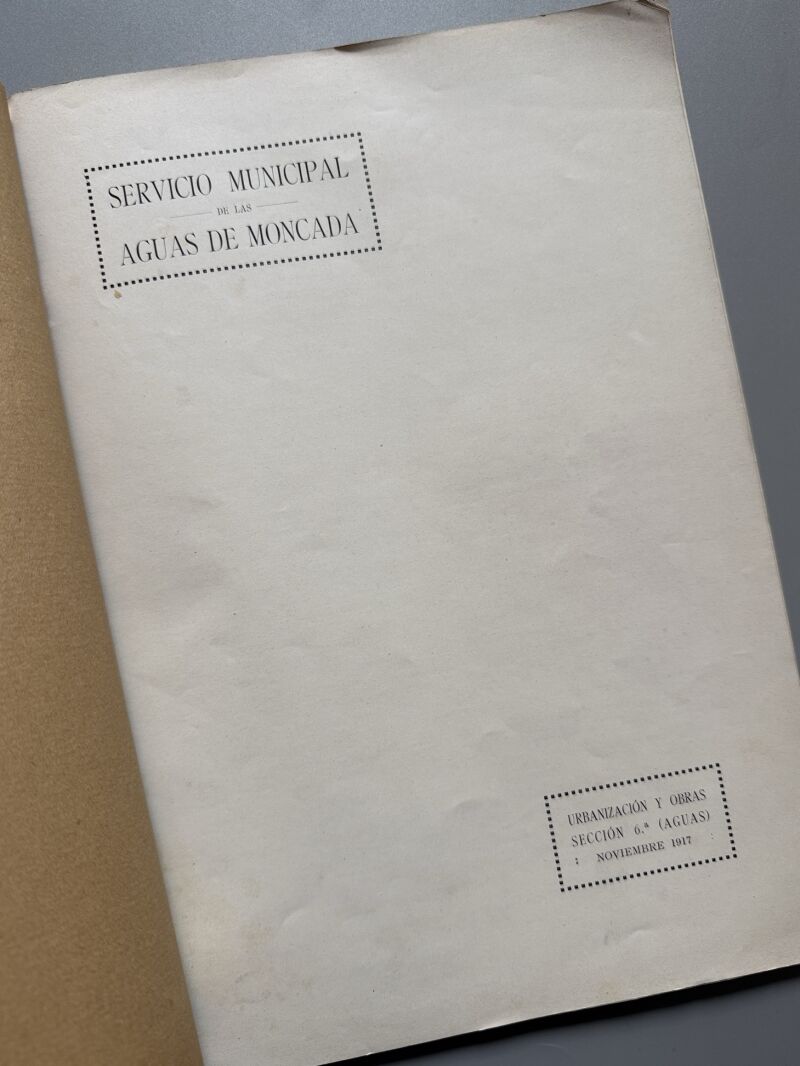 SERVICIO MUNICIPAL
DE LAS
AGUAS DE MONCADA
URBANIZACIÓN Y OBRAS
SECCIÓN 6.ª (AGUAS)
: NOVIEMBRE 1917 :